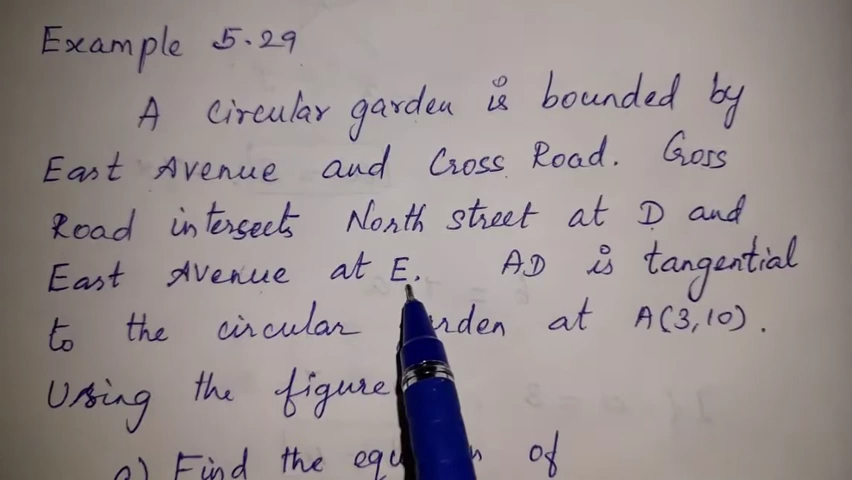 Example 5.29
A circular garden is bounded by
East Avenue and Cross Road. Cross
Road intersects North street at D and
East Avenue at E. AD is tangential
to the circular rden at A(3,10).
Using the figure
a) Find the equ n of